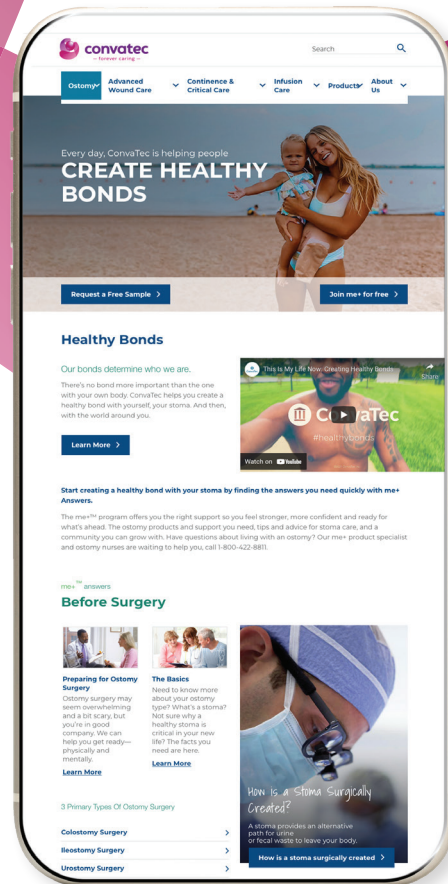 convatec
– forever caring –
Search
Ostomy
Advanced
Wound Care
Continence &
Critical Care
Infusion
Care
Products
About
Us
Every day, ConvaTec is helping people
CREATE HEALTHY
BONDS
Request a Free Sample >
Join me+ for free >
Healthy Bonds
Our bonds determine who we are.
There's no bond more important than the one
with your own body. ConvaTec helps you create a
healthy bond with yourself, your stoma. And then,
with the world around you.
Learn More >
This Is My Life Now: Creating Healthy Bonds
Share
ConvaTec
#healthybonds
Watch on YouTube
Start creating a healthy bond with your stoma by finding the answers you need quickly with me+
Answers.
The me+™ program offers you the right support so you feel stronger, more confident and ready for
what's ahead. The ostomy products and support you need, tips and advice for stoma care, and a
community you can grow with. Have questions about living with an ostomy? Our me+ product specialist
and ostomy nurses are waiting to help you, call 1-800-422-8811.
me+™ answers
Before Surgery
Preparing for Ostomy
Surgery
Ostomy surgery may
seem overwhelming
and a bit scary, but
you're in good
company. We can
help you get ready—
physically and
mentally.
Learn More
The Basics
Need to know more
about your ostomy
type? What's a stoma?
Not sure why a
healthy stoma is
critical in your new
life? The facts you
need are here.
Learn More
How is a Stoma Surgically
Created?
A stoma provides an alternative
path for urine
or fecal waste to leave your body.
How is a stoma surgically created >
3 Primary Types Of Ostomy Surgery
Colostomy Surgery >
Ileostomy Surgery >
Urostomy Surgery >